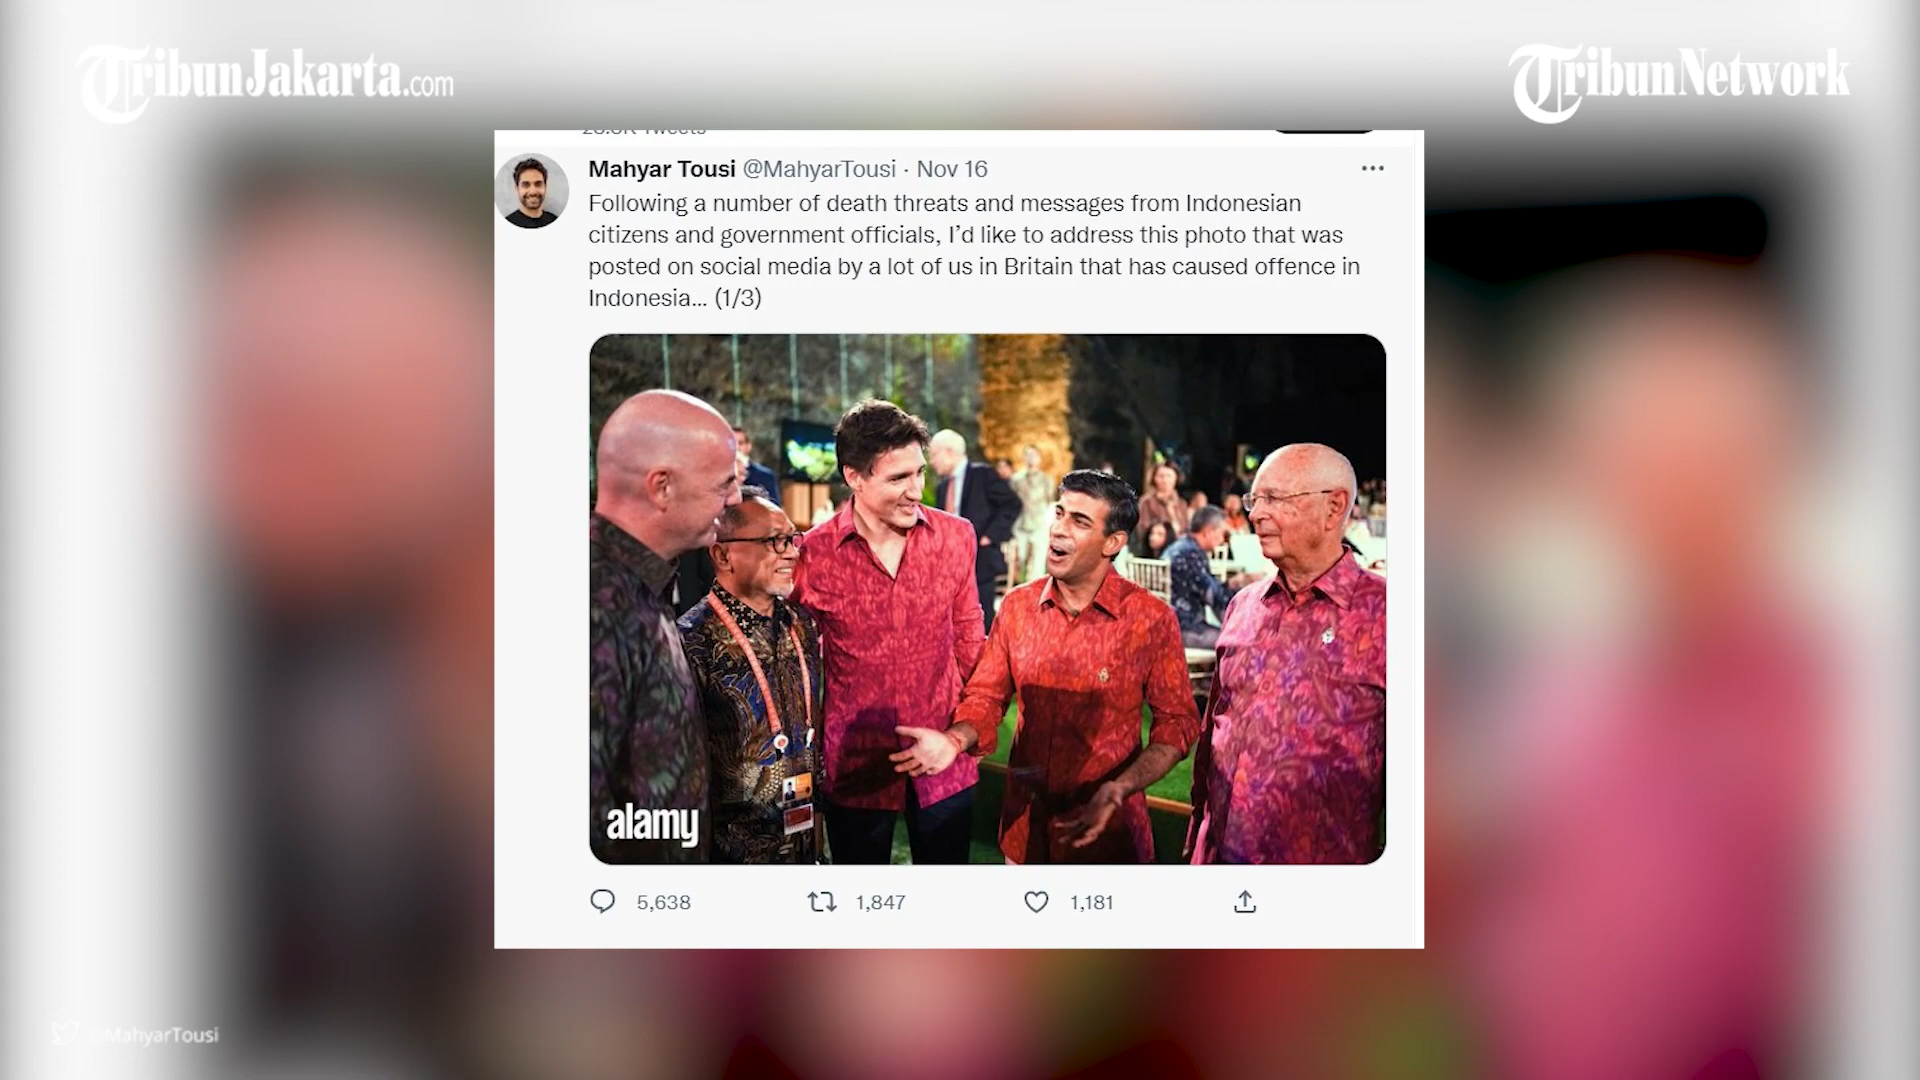 TribunJakarta.com
TribunNetwork
Mahyar Tousi @MahyarTousi · Nov 16
Following a number of death threats and messages from Indonesian
citizens and government officials, I’d like to address this photo that was
posted on social media by a lot of us in Britain that has caused offence in
Indonesia... (1/3)
alamy
5,638
1,847
1,181
@MahyarTousi